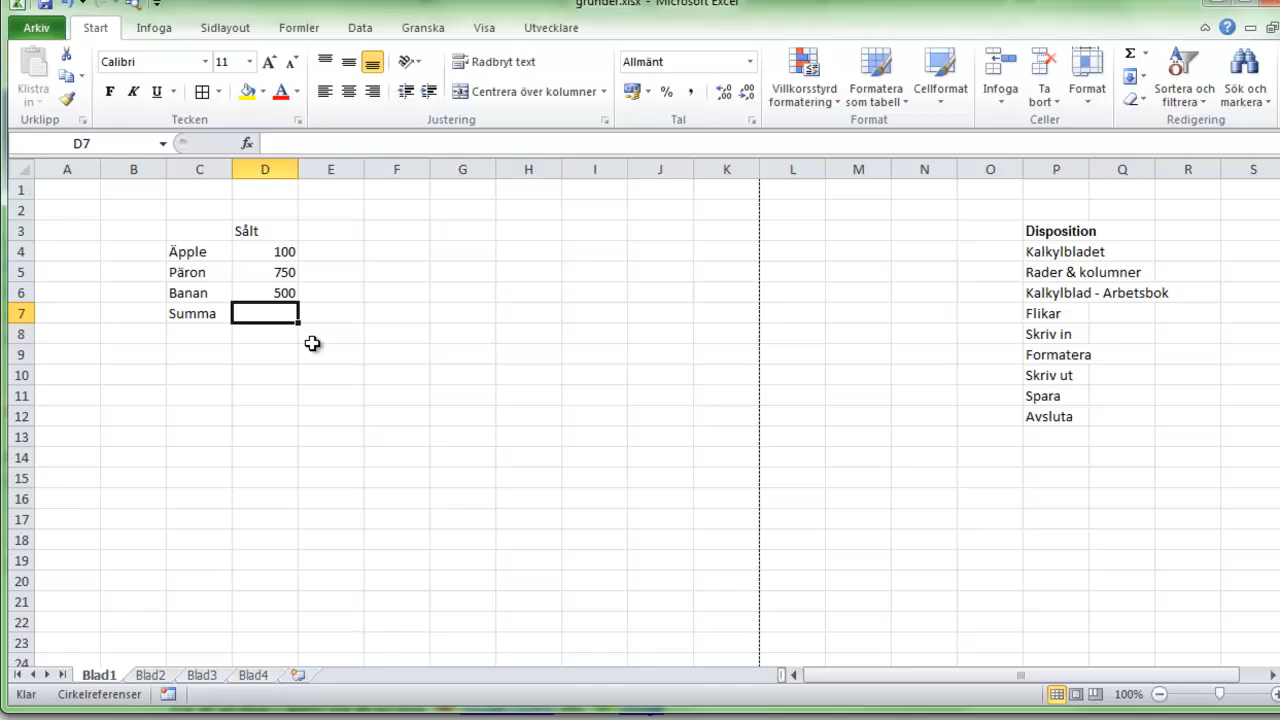 grunder.xlsx - Microsoft Excel
Arkiv Start Infoga Sidlayout Formler Data Granska Visa Utvecklare
Klistra in
Urklipp
Calibri 11
F K U
Tecken
Radbryt text
Centrera över kolumner
Justering
Allmänt
% , ,00 ,0
Tal
Villkorsstyrd formatering
Formatera som tabell
Cellformat
Format
Infoga
Ta bort
Format
Celler
Σ
Sortera och filtrera
Sök och markera
Redigering
D7 fx
A B C D E F G H I J K L M N O P Q R S
1
2
3 Sålt Disposition
4 Äpple 100 Kalkylbladet
5 Päron 750 Rader & kolumner
6 Banan 500 Kalkylblad - Arbetsbok
7 Summa Flikar
8 Skriv in
9 Formatera
10 Skriv ut
11 Spara
12 Avsluta
13
14
15
16
17
18
19
20
21
22
23
24
Blad1 Blad2 Blad3 Blad4
Klar Cirkelreferenser 100%